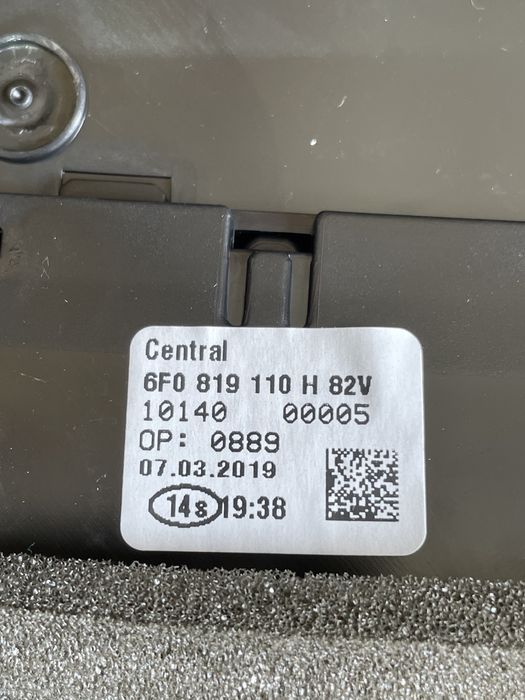 Central
6F0 819 110 H 82V
10140 00005
OP: 0889
07.03.2019
14s 19:38